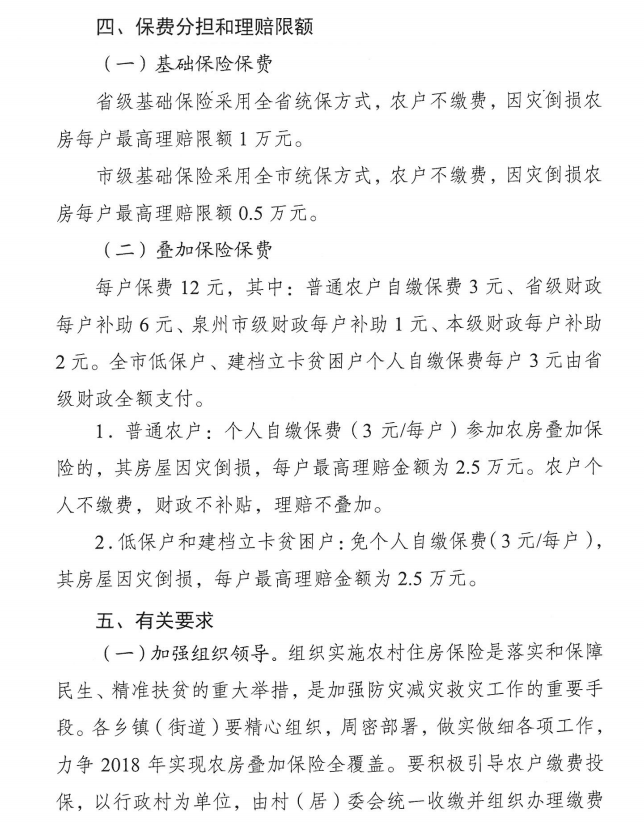 四、保费分担和理赔限额
（一）基础保险保费
省级基础保险采用全省统保方式，农户不缴费，因灾倒损农
房每户最高理赔限额 1 万元。
市级基础保险采用全市统保方式，农户不缴费，因灾倒损农
房每户最高理赔限额 0.5 万元。
（二）叠加保险保费
每户保费 12 元，其中：普通农户自缴保费 3 元、省级财政
每户补助 6 元、泉州市级财政每户补助 1 元、本级财政每户补助
2 元。全市低保户、建档立卡贫困户个人自缴保费每户 3 元由省
级财政全额支付。
1. 普通农户：个人自缴保费（3 元/每户）参加农房叠加保
险的，其房屋因灾倒损，每户最高理赔金额为 2.5 万元。农户个
人不缴费，财政不补贴，理赔不叠加。
2.低保户和建档立卡贫困户：免个人自缴保费（3 元/每户），
其房屋因灾倒损，每户最高理赔金额为 2.5 万元。
五、有关要求
（一）加强组织领导。组织实施农村住房保险是落实和保障
民生、精准扶贫的重大举措，是加强防灾减灾救灾工作的重要手
段。各乡镇（街道）要精心组织，周密部署，做实做细各项工作，
力争 2018 年实现农房叠加保险全覆盖。要积极引导农户缴费投
保，以行政村为单位，由村（居）委会统一收缴并组织办理缴费